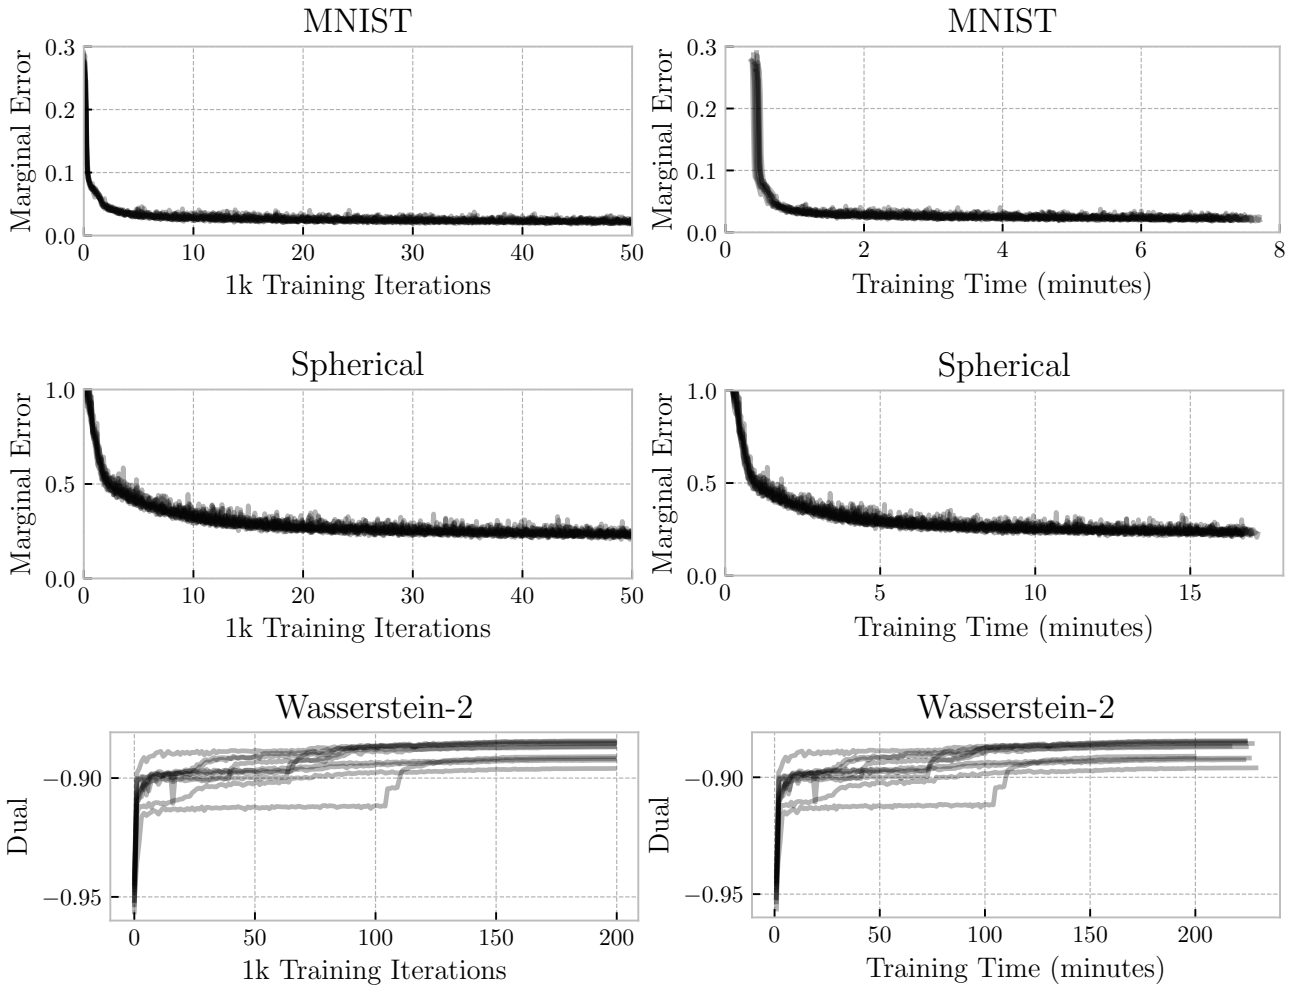 MNIST
Marginal Error
0.3
0.2
0.1
0.0
0 10 20 30 40 50
1k Training Iterations
MNIST
Marginal Error
0.3
0.2
0.1
0.0
0 2 4 6 8
Training Time (minutes)
Spherical
Marginal Error
1.0
0.5
0.0
0 10 20 30 40 50
1k Training Iterations
Spherical
Marginal Error
1.0
0.5
0.0
0 5 10 15
Training Time (minutes)
Wasserstein-2
Dual
−0.90
−0.95
0 50 100 150 200
1k Training Iterations
Wasserstein-2
Dual
−0.90
−0.95
0 50 100 150 200
Training Time (minutes)